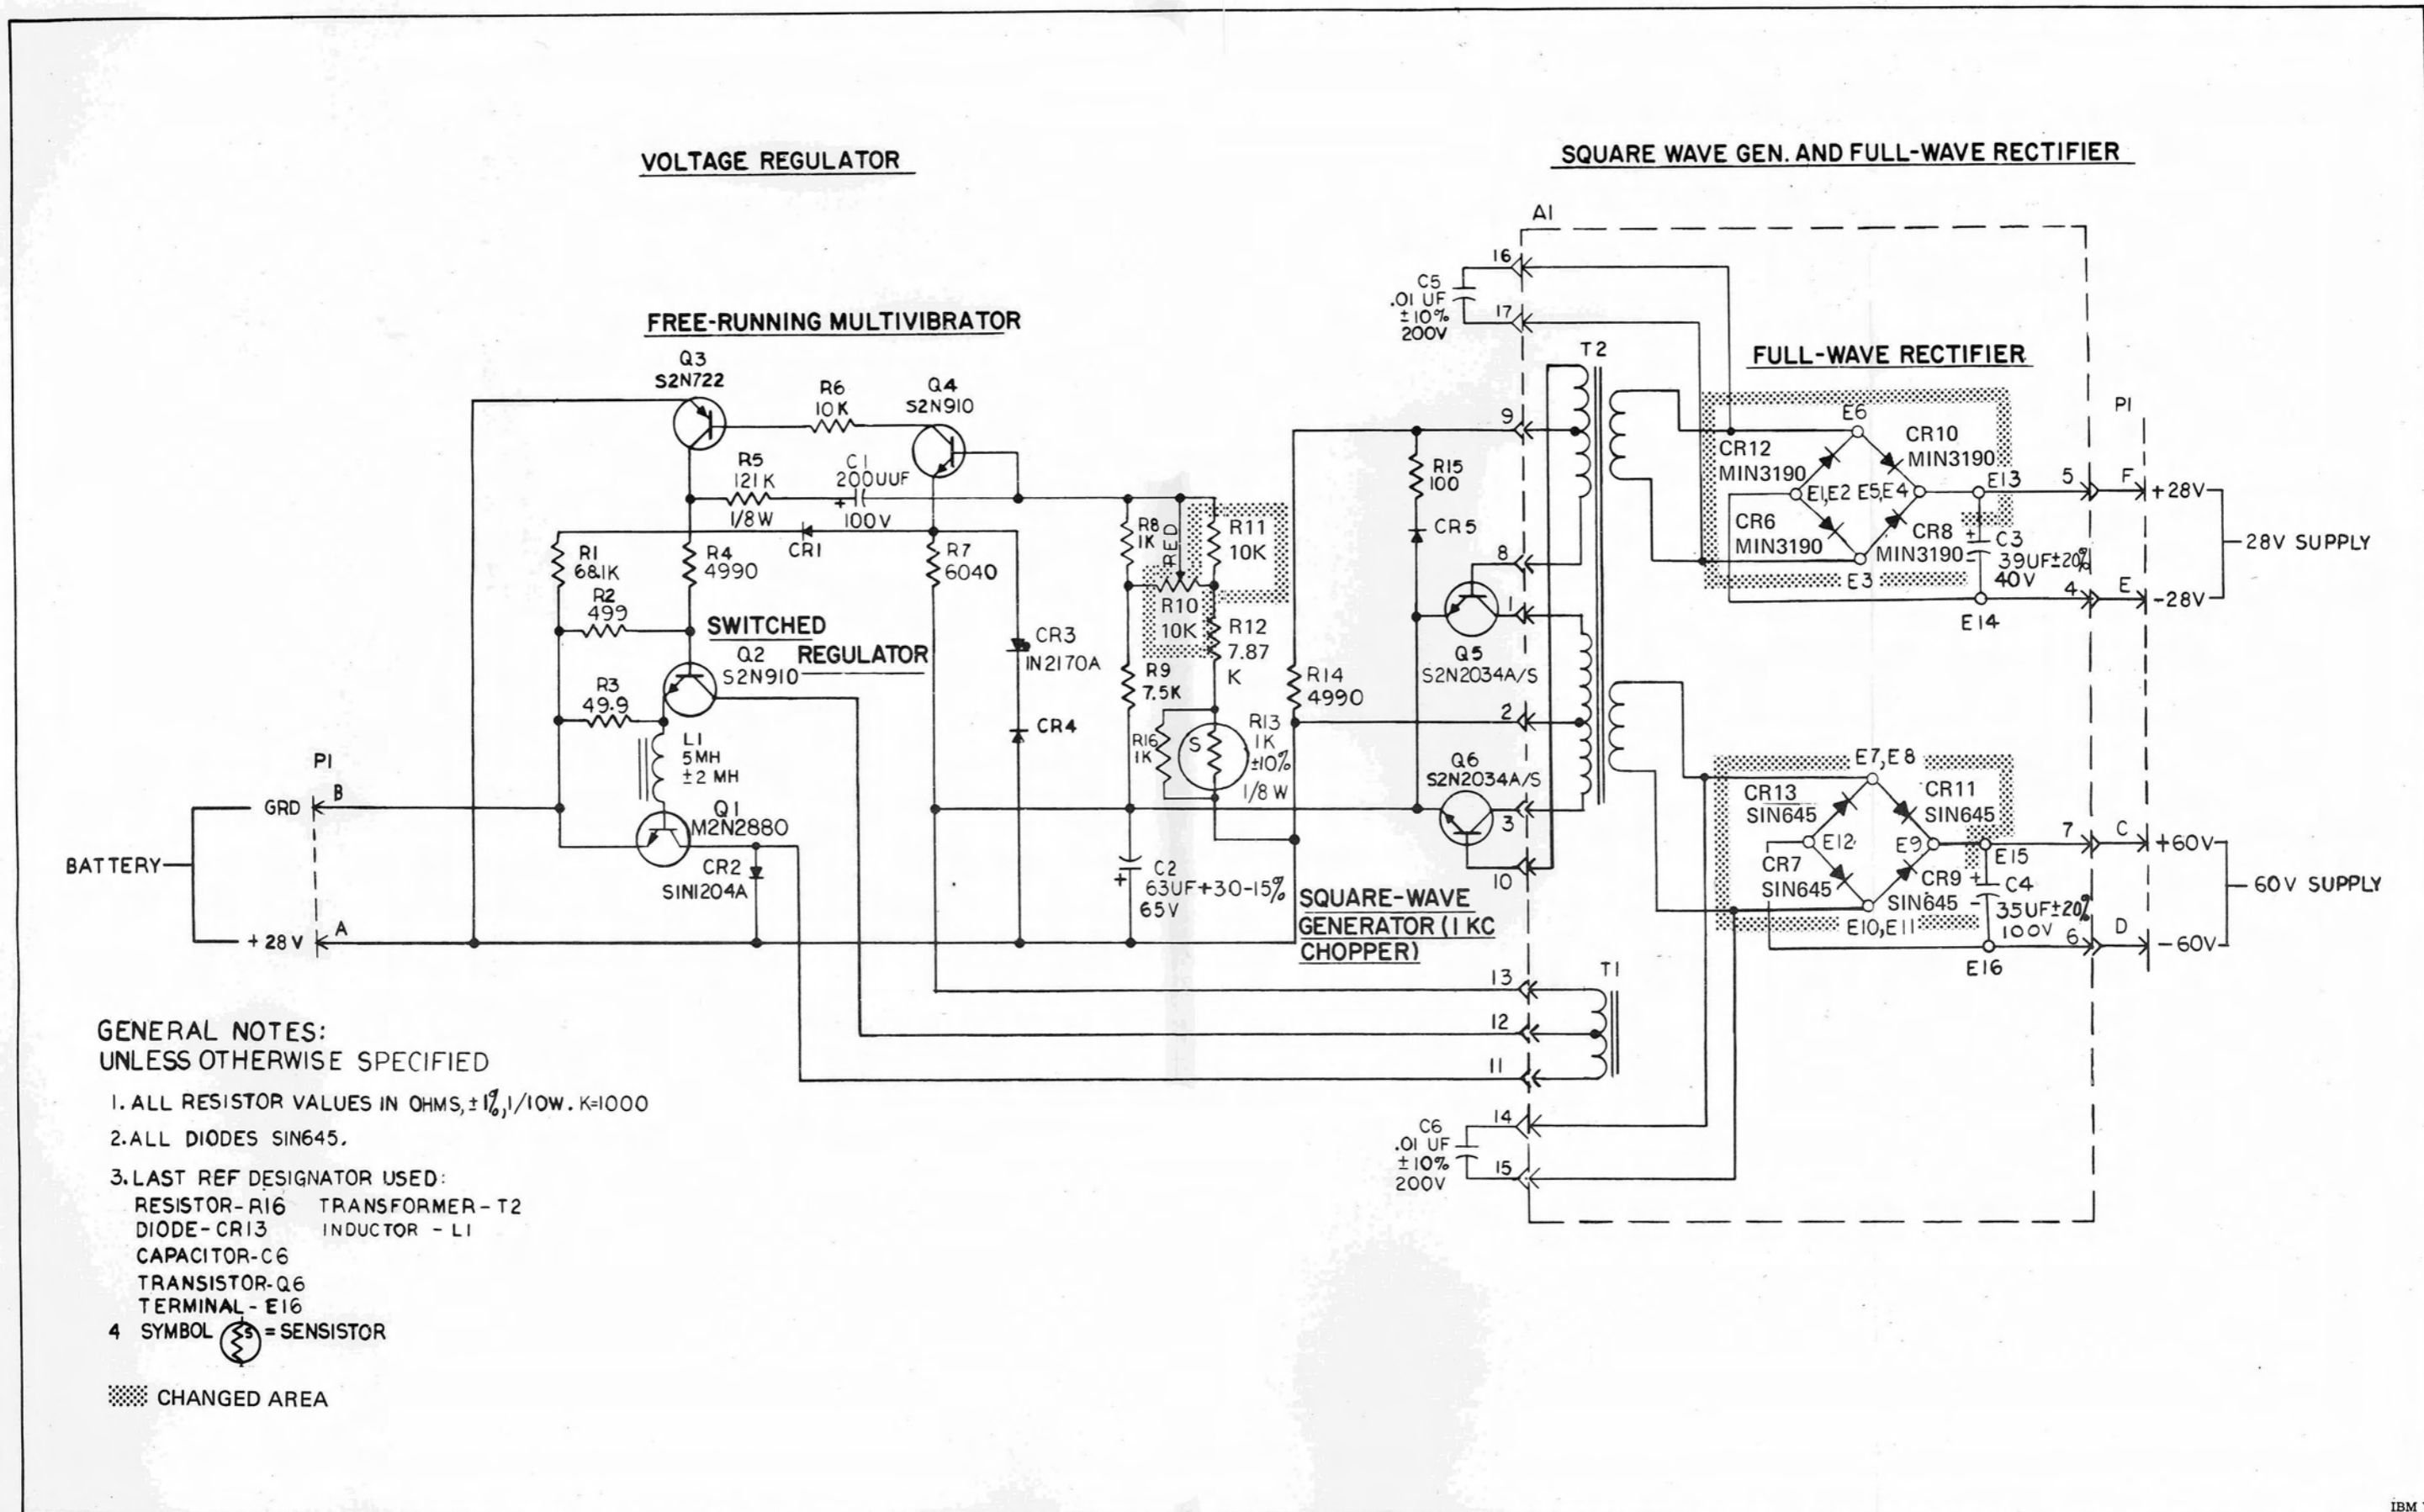 VOLTAGE REGULATOR
SQUARE WAVE GEN. AND FULL-WAVE RECTIFIER
FREE-RUNNING MULTIVIBRATOR
Q3
S2N722
R6
10K
Q4
S2N910
R5
121K
1/8W
C1
200UUF
+
100V
CR1
R1
68.1K
R2
499
R4
4990
R7
6040
SWITCHED
REGULATOR
Q2
S2N910
R3
49.9
L1
5MH
±2 MH
Q1
M2N2880
CR2
SIN1204A
P1
GRD
B
BATTERY
+28V
A
CR3
IN2170A
CR4
R8
1K
RED
R11
10K
R10
10K
R12
7.87
K
R9
7.5K
R16
1K
S
R13
1K
±10%
1/8 W
R14
4990
C2
+
63UF+30-15%
65V
SQUARE-WAVE
GENERATOR (1 KC
CHOPPER)
A1
16
C5
.01 UF
±10%
200V
17
T2
9
R15
100
CR5
8
1
Q5
S2N2034A/S
2
Q6
S2N2034A/S
3
10
13
T1
12
11
14
C6
.01 UF
±10%
200V
15
FULL-WAVE RECTIFIER
P1
E6
CR12
MIN3190
CR10
MIN3190
E1,E2
E5,E4
E13
5
F
+28V
CR6
MIN3190
CR8
MIN3190
+
C3
-
39UF±20%
40V
28V SUPPLY
E3
4
E
-28V
E14
E7,E8
CR13
SIN645
CR11
SIN645
E12
E9
E15
7
C
+60V
CR7
SIN645
CR9
SIN645
+
C4
-
35UF±20%
100V
60V SUPPLY
E10,E11
6
D
-60V
E16
GENERAL NOTES:
UNLESS OTHERWISE SPECIFIED
1. ALL RESISTOR VALUES IN OHMS,±1%,1/10W. K=1000
2. ALL DIODES SIN645.
3. LAST REF DESIGNATOR USED:
RESISTOR-R16 TRANSFORMER-T2
DIODE-CR13 INDUCTOR - L1
CAPACITOR-C6
TRANSISTOR-Q6
TERMINAL-E16
4 SYMBOL S = SENSISTOR
CHANGED AREA
IBM